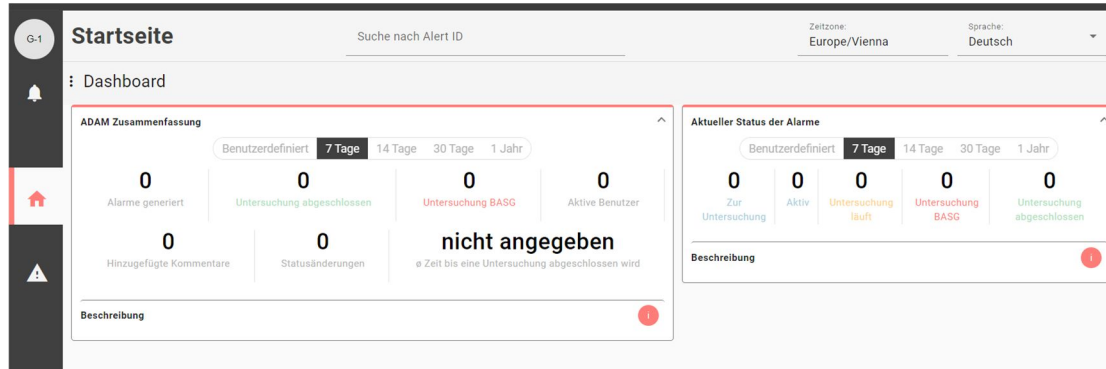 G-1
Startseite
Suche nach Alert ID
Zeitzone:
Europe/Vienna
Sprache:
Deutsch
Dashboard
ADAM Zusammenfassung
Benutzerdefiniert 7 Tage 14 Tage 30 Tage 1 Jahr
0 0 0 0
Alarme generiert Untersuchung abgeschlossen Untersuchung BASG Aktive Benutzer
0 0 nicht angegeben
Hinzugefügte Kommentare Statusänderungen ø Zeit bis eine Untersuchung abgeschlossen wird
Beschreibung
i
Aktueller Status der Alarme
Benutzerdefiniert 7 Tage 14 Tage 30 Tage 1 Jahr
0 0 0 0 0
Zur Aktiv Untersuchung Untersuchung Untersuchung
Untersuchung läuft BASG abgeschlossen
Beschreibung
i